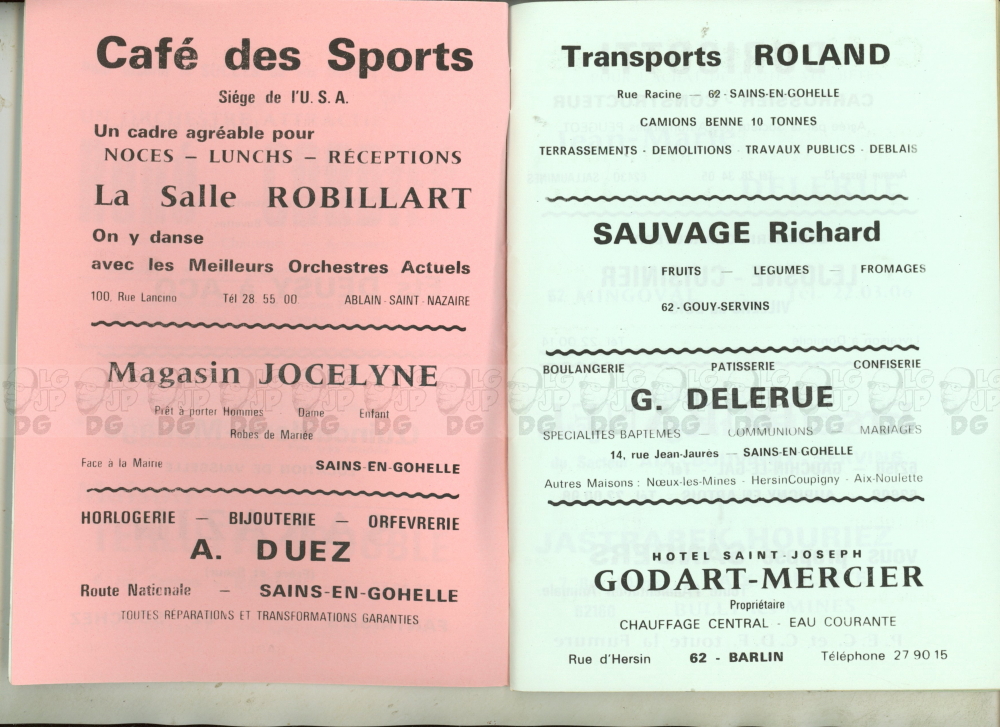 Café des Sports
Siége de l'U. S. A.
Un cadre agréable pour
NOCES – LUNCHS – RÉCEPTIONS
La Salle ROBILLART
On y danse
avec les Meilleurs Orchestres Actuels
100, Rue Lancino Tél 28 55 00 ABLAIN - SAINT - NAZAIRE
Magasin JOCELYNE
Prêt à porter Hommes - Dame - Enfant
Robes de Mariée
Face à la Mairie SAINS-EN-GOHELLE
HORLOGERIE – BIJOUTERIE – ORFEVRERIE
A. DUEZ
Route Nationale – SAINS-EN-GOHELLE
TOUTES REPARATIONS ET TRANSFORMATIONS GARANTIES
Transports ROLAND
Rue Racine — 62 - SAINS-EN-GOHELLE
CAMIONS BENNE 10 TONNES
TERRASSEMENTS - DEMOLITIONS - TRAVAUX PUBLICS - DEBLAIS
SAUVAGE Richard
FRUITS — LEGUMES — FROMAGES
62 - GOUY-SERVINS
BOULANGERIE PATISSERIE CONFISERIE
G. DELERUE
SPECIALITES BAPTEMES — COMMUNIONS — MARIAGES
14, rue Jean-Jaurès — SAINS-EN-GOHELLE
Autres Maisons : Nœux-les-Mines - HersinCoupigny - Aix-Noulette
HOTEL SAINT-JOSEPH
GODART-MERCIER
Propriétaire
CHAUFFAGE CENTRAL - EAU COURANTE
Rue d'Hersin 62 - BARLIN Téléphone 27 90 15